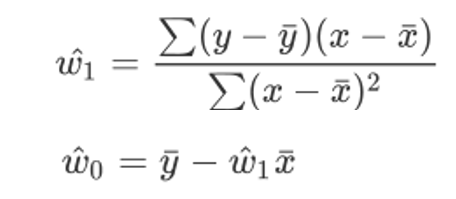 ŵ₁ = ∑(y − ȳ)(x − x̄) / ∑(x − x̄)²
ŵ₀ = ȳ − ŵ₁x̄